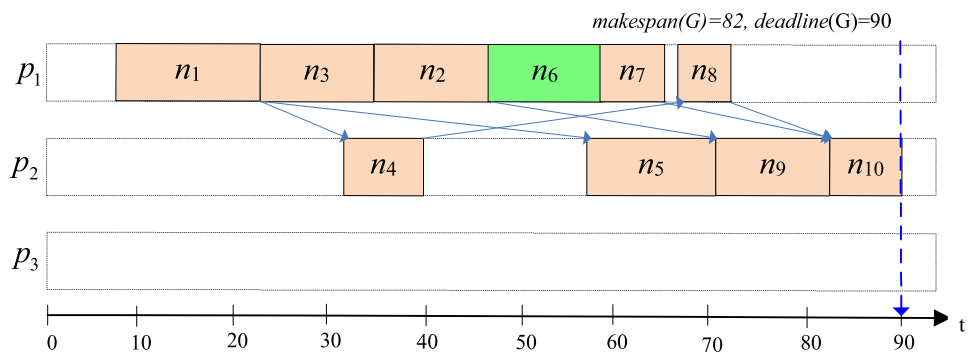 makespan(G)=82, deadline(G)=90
p1 n1 n3 n2 n6 n7 n8
p2 n4 n5 n9 n10
p3
0 10 20 30 40 50 60 70 80 90 t